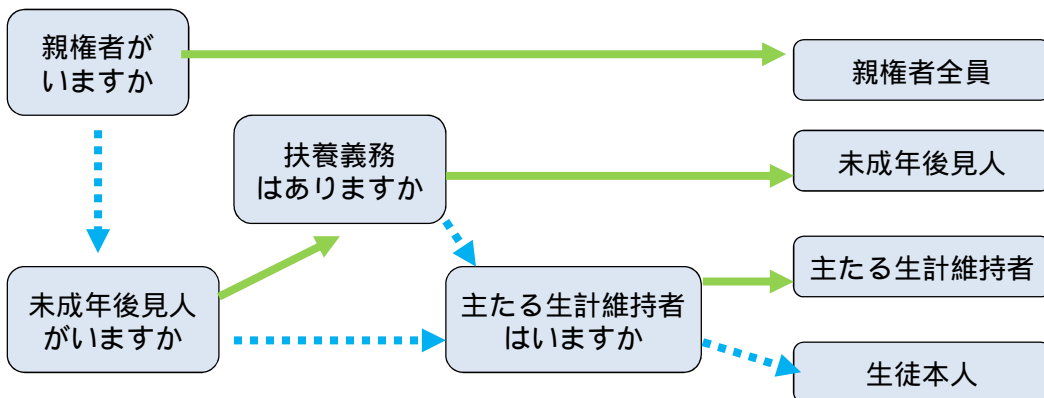 親権者が
いますか
親権者全員
扶養義務
はありますか
未成年後見人
未成年後見人
がいますか
主たる生計維持者
はいますか
主たる生計維持者
生徒本人